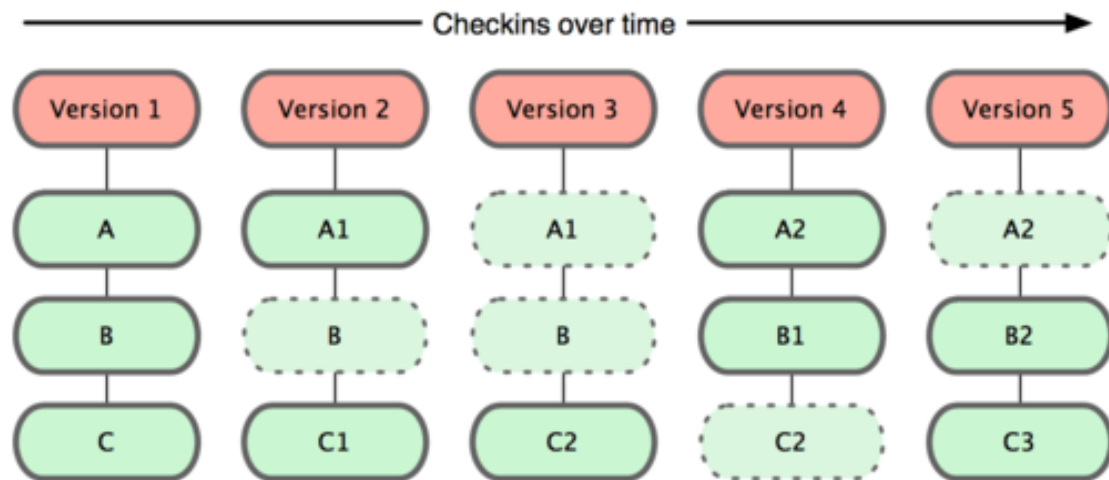 Checkins over time
Version 1 Version 2 Version 3 Version 4 Version 5
A A1 A1 A2 A2
B B B B1 B2
C C1 C2 C2 C3